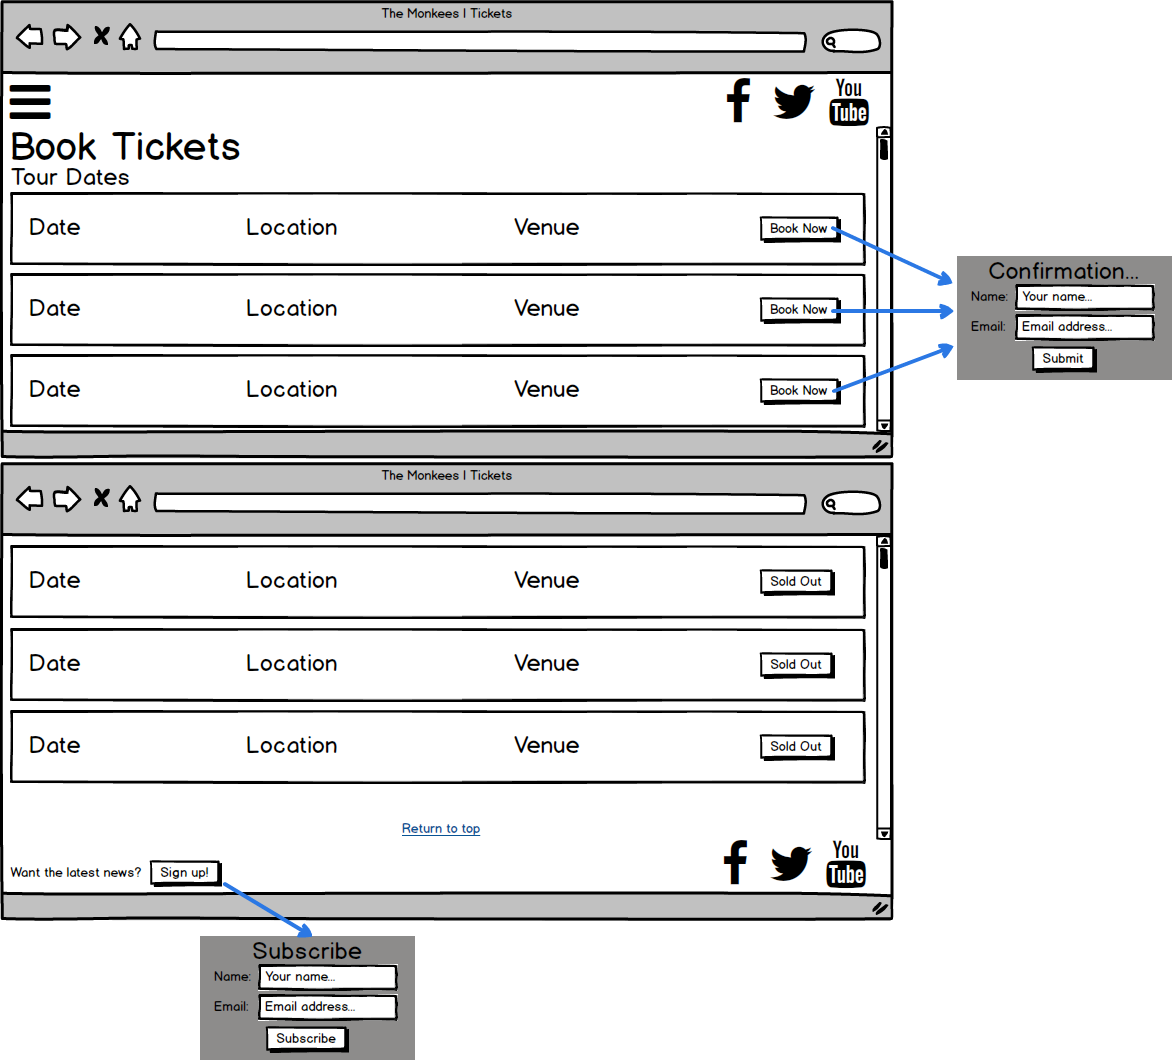 The Monkees | Tickets
You
Tube
Book Tickets
Tour Dates
Date Location Venue Book Now
Date Location Venue Book Now
Date Location Venue Book Now
Confirmation...
Name: Your name...
Email: Email address...
Submit
The Monkees | Tickets
Date Location Venue Sold Out
Date Location Venue Sold Out
Date Location Venue Sold Out
Return to top
You
Tube
Want the latest news? Sign up!
Subscribe
Name: Your name...
Email: Email address...
Subscribe